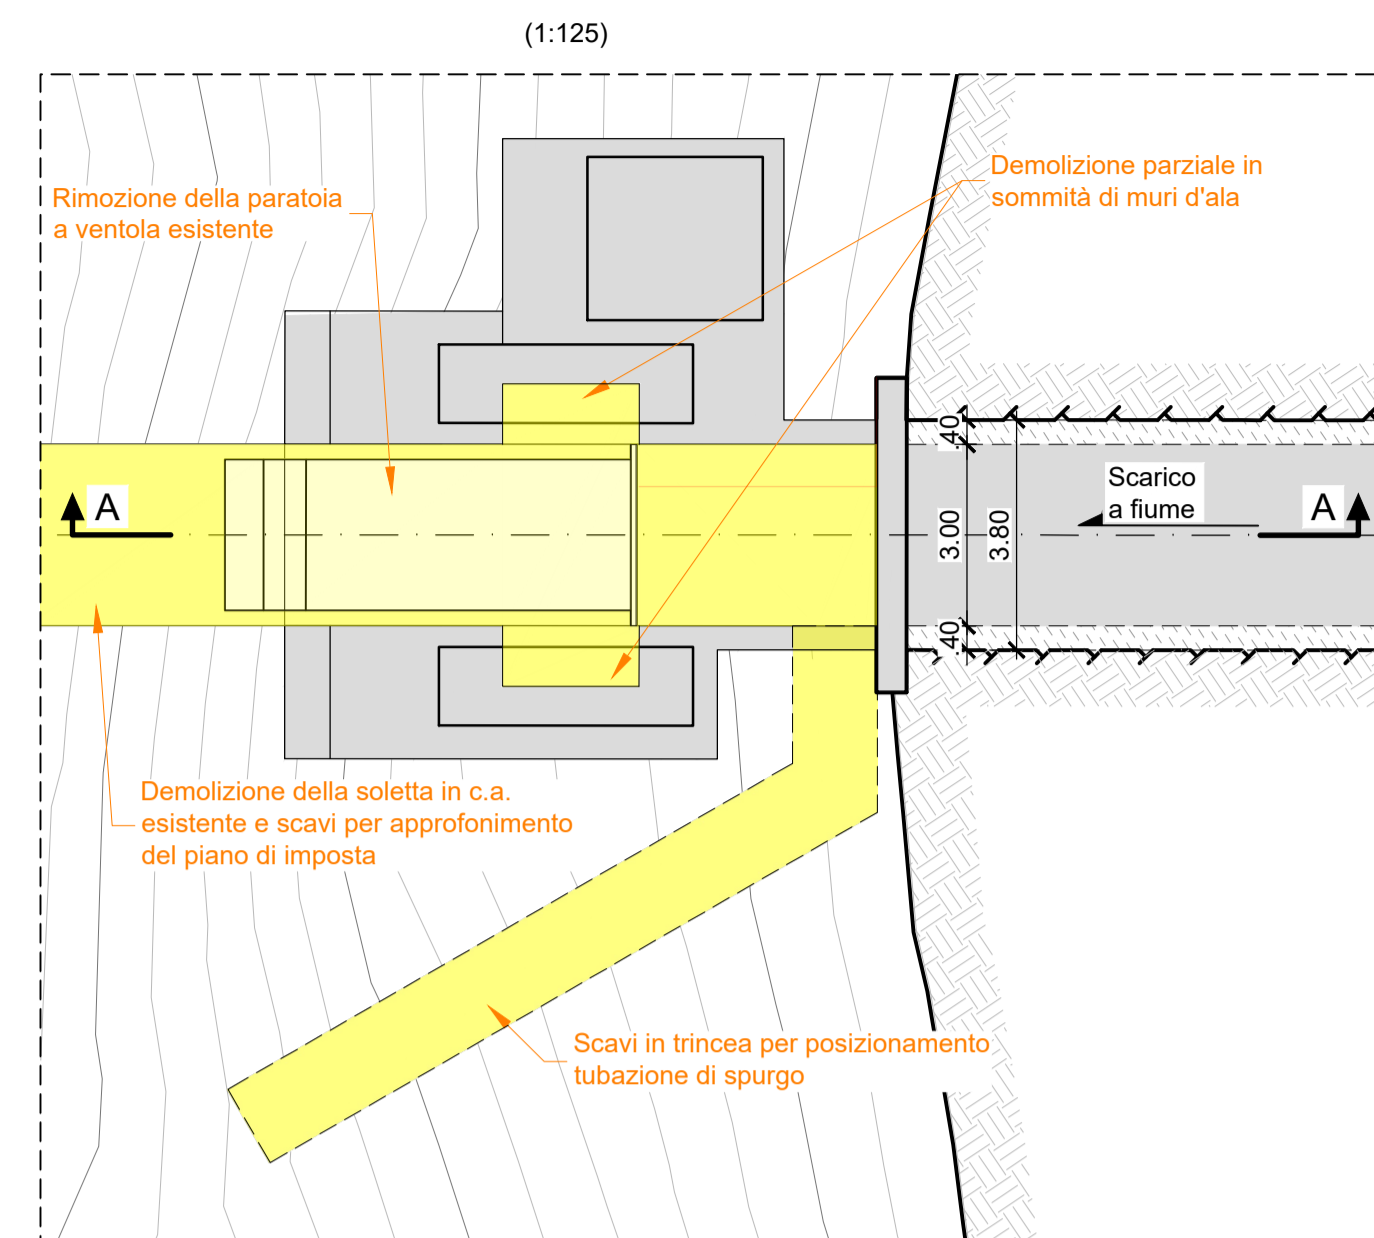 (1:125)
Rimozione della paratoia
a ventola esistente
Demolizione parziale in
sommità di muri d'ala
.40
3.00
3.80
.40
Scarico
a fiume
A
A
Demolizione della soletta in c.a.
esistente e scavi per approfonimento
del piano di imposta
Scavi in trincea per posizionamento
tubazione di spurgo